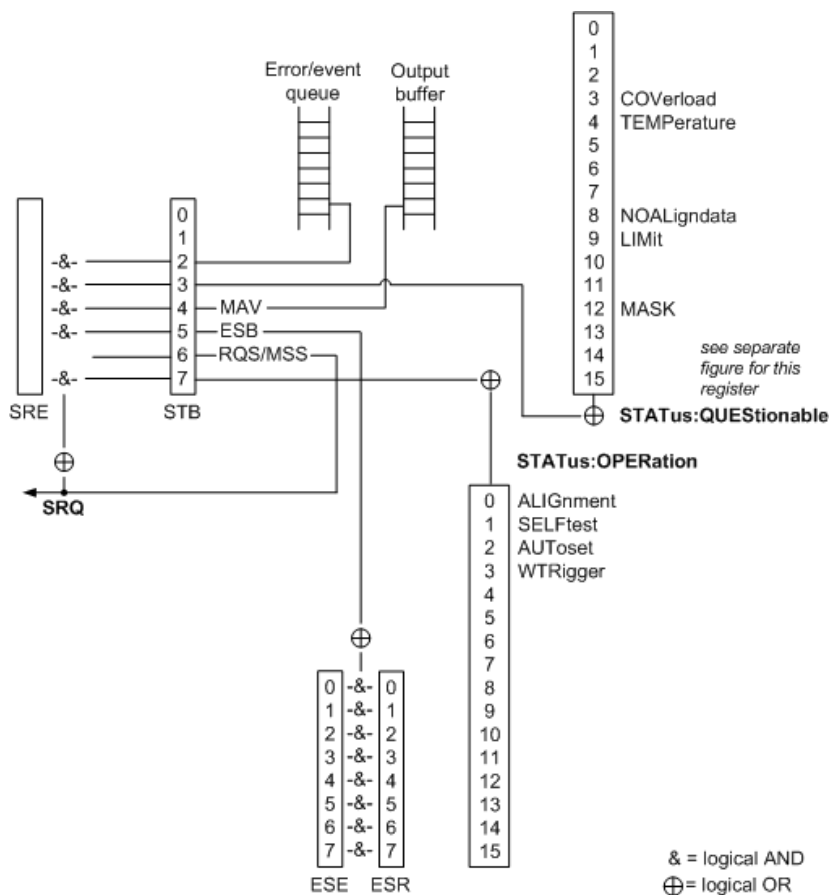 Error/event
queue
Output
buffer
0
1
2
3 COVerload
4 TEMPerature
5
6
7
8 NOALigndata
9 LIMit
10
11
12 MASK
13
14
15
see separate
figure for this
register
STATus:QUEStionable
0
1
-&- 2
-&- 3
-&- 4 MAV
-&- 5 ESB
6 RQS/MSS
-&- 7
SRE
STB
SRQ
STATus:OPERation
0 ALIGnment
1 SELFtest
2 AUToset
3 WTRigger
4
5
6
7
8
9
10
11
12
13
14
15
0 -&- 0
1 -&- 1
2 -&- 2
3 -&- 3
4 -&- 4
5 -&- 5
6 -&- 6
7 -&- 7
ESE ESR
& = logical AND
⊕ = logical OR